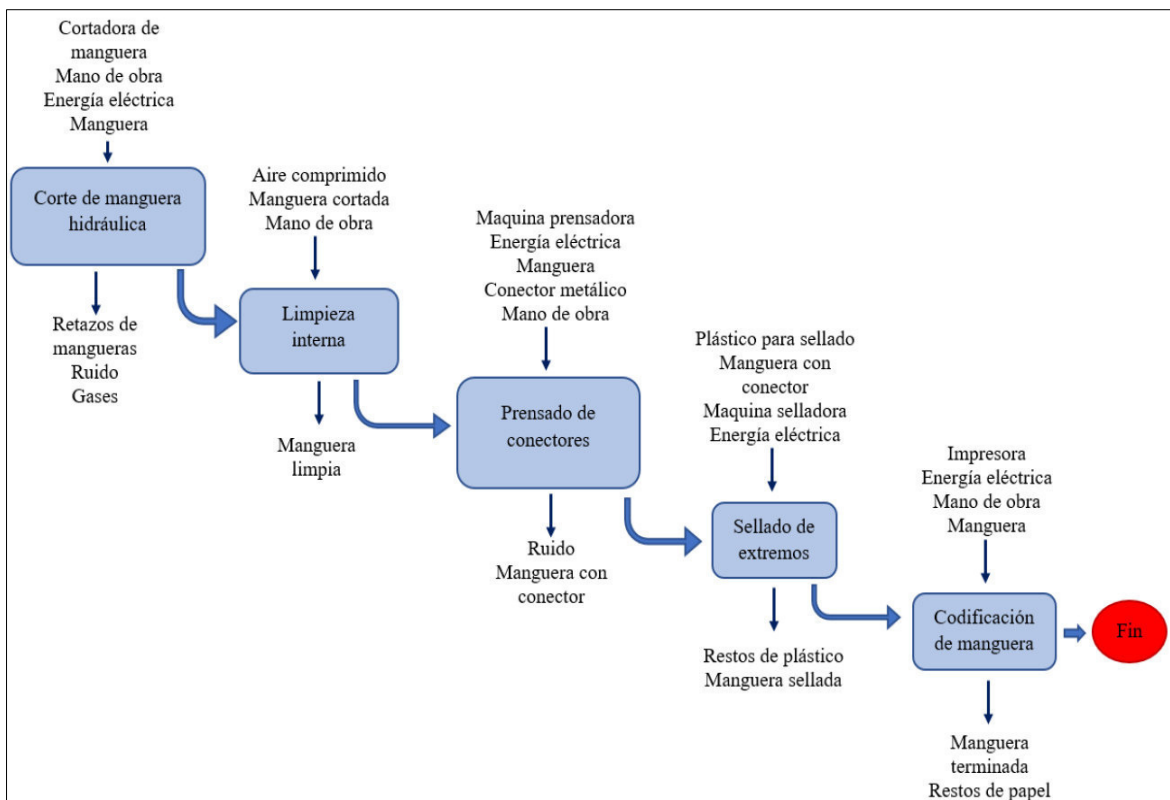 Cortadora de
manguera
Mano de obra
Energía eléctrica
Manguera
Corte de manguera
hidráulica
Retazos de
mangueras
Ruido
Gases
Aire comprimido
Manguera cortada
Mano de obra
Limpieza
interna
Manguera
limpia
Maquina prensadora
Energía eléctrica
Manguera
Conector metálico
Mano de obra
Prensado de
conectores
Ruido
Manguera con
conector
Plástico para sellado
Manguera con
conector
Maquina selladora
Energía eléctrica
Sellado de
extremos
Restos de plástico
Manguera sellada
Impresora
Energía eléctrica
Mano de obra
Manguera
Codificación
de manguera
Manguera
terminada
Restos de papel
Fin